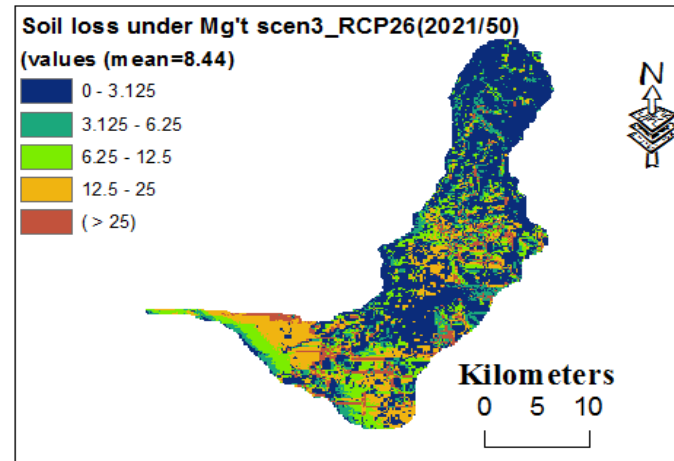 Soil loss under Mg't scen3_RCP26(2021/50)
(values (mean=8.44)
0 - 3.125
3.125 - 6.25
6.25 - 12.5
12.5 - 25
( > 25)
N
Kilometers
0 5 10